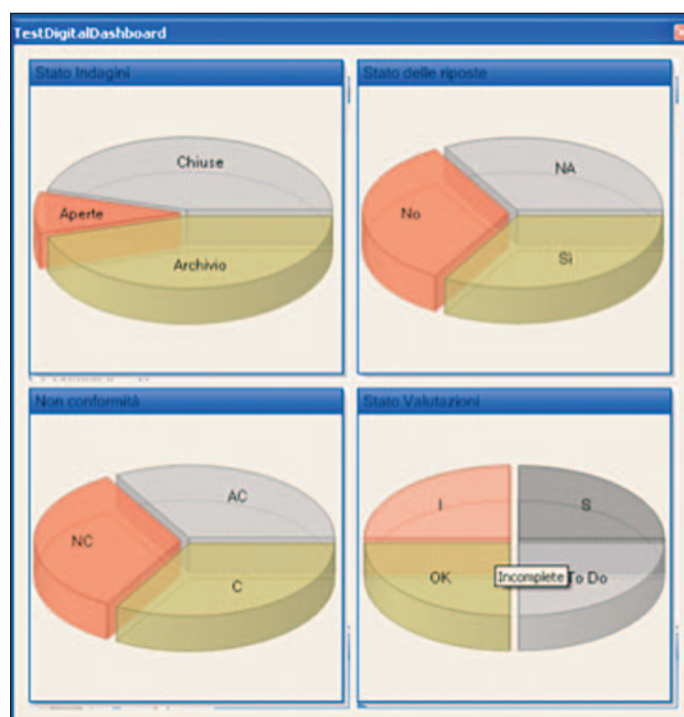 TestDigitalDashboard
Stato Indagini
Chiuse
Aperte
Archivio
Stato delle riposte
NA
No
Sì
Non conformità
AC
NC
C
Stato Valutazioni
I
S
OK
Incomplete
To Do